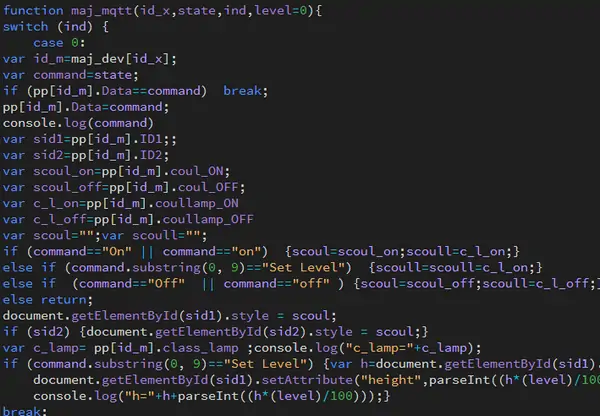 function maj_mqtt(id_x,state,ind,level=0){
switch (ind) {
    case 0:
var id_m=maj_dev[id_x];
var command=state;
if (pp[id_m].Data==command)  break;
pp[id_m].Data=command;
console.log(command)
var sid1=pp[id_m].ID1;;
var sid2=pp[id_m].ID2;
var scoul_on=pp[id_m].coul_ON;
var scoul_off=pp[id_m].coul_OFF;
var c_l_on=pp[id_m].coullamp_ON
var c_l_off=pp[id_m].coullamp_OFF
var scoul="";var scoull="";
if (command=="On" || command=="on")  {scoul=scoul_on;scoull=c_l_on;}
else if (command.substring(0, 9)=="Set Level")  {scoull=scoul_on;scoull=c_l_on;}
else if  (command=="Off"  || command=="off" ) {scoul=scoul_off;scoull=c_l_off;}
else return;
document.getElementById(sid1).style = scoul;
if (sid2) {document.getElementById(sid2).style = scoul;}
var c_lamp= pp[id_m].class_lamp ;console.log("c_lamp="+c_lamp);
if (command.substring(0, 9)=="Set Level") {var h=document.getElementById(sid1).
    document.getElementById(sid1).setAttribute("height",parseInt((h*(level)/100
    console.log("h="+h+parseInt((h*(level)/100)));}
break;